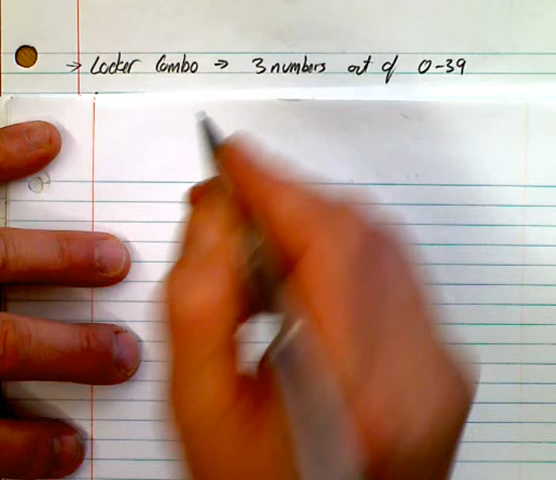 → Locker Combo → 3 numbers out of 0-39